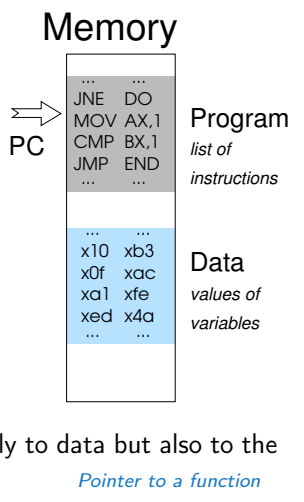 Memory
... ...
JNE DO
MOV AX,1
CMP BX,1
JMP END
... ...
PC
Program
list of
instructions
... ...
x10 xb3
x0f xac
xa1 xfe
xed x4a
... ...
Data
values of
variables
ly to data but also to the
Pointer to a function